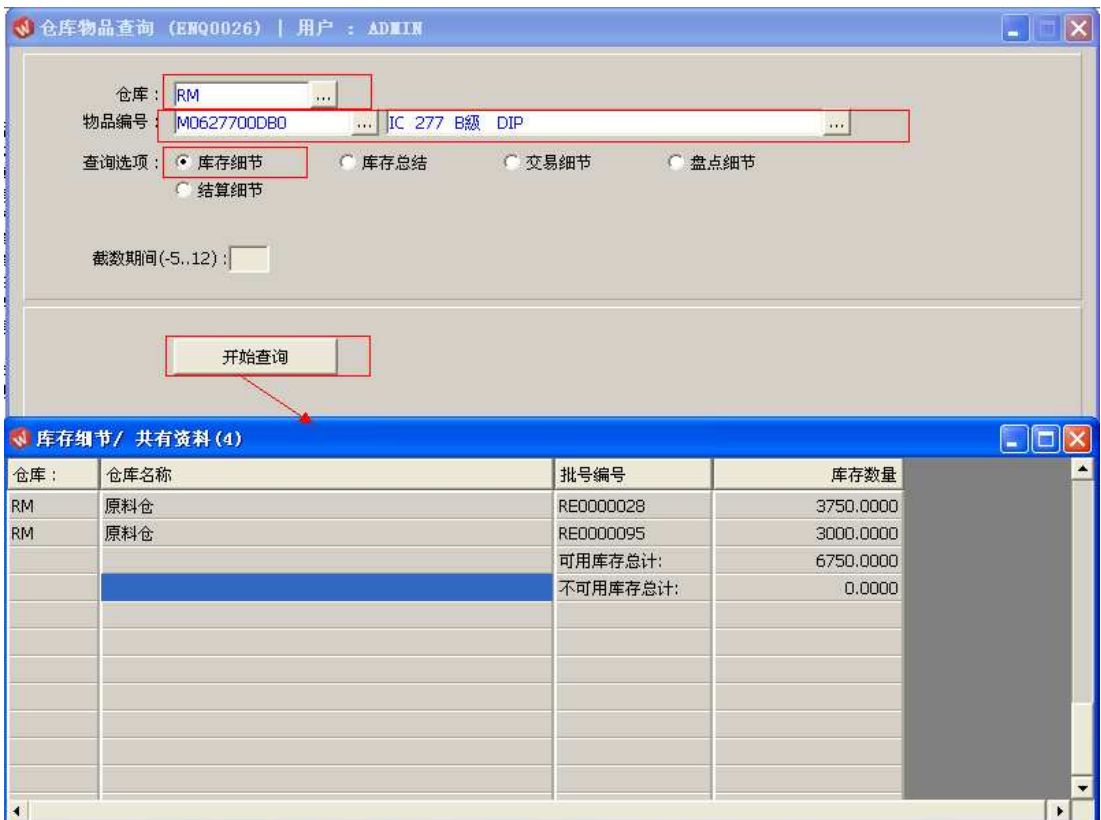 仓库物品查询 (ENQ0026) | 用户 : ADMIN
仓库: RM ...
物品编号: M0627700DB0 ... IC 277 B級 DIP ...
查询选项: 库存细节 库存总结 交易细节 盘点细节
结算细节
截数期间(-5..12) :
开始查询
库存细节/ 共有资料(4)
仓库: 仓库名称 批号编号 库存数量
RM 原料仓 RE0000028 3750.0000
RM 原料仓 RE0000095 3000.0000
可用库存总计: 6750.0000
不可用库存总计: 0.0000